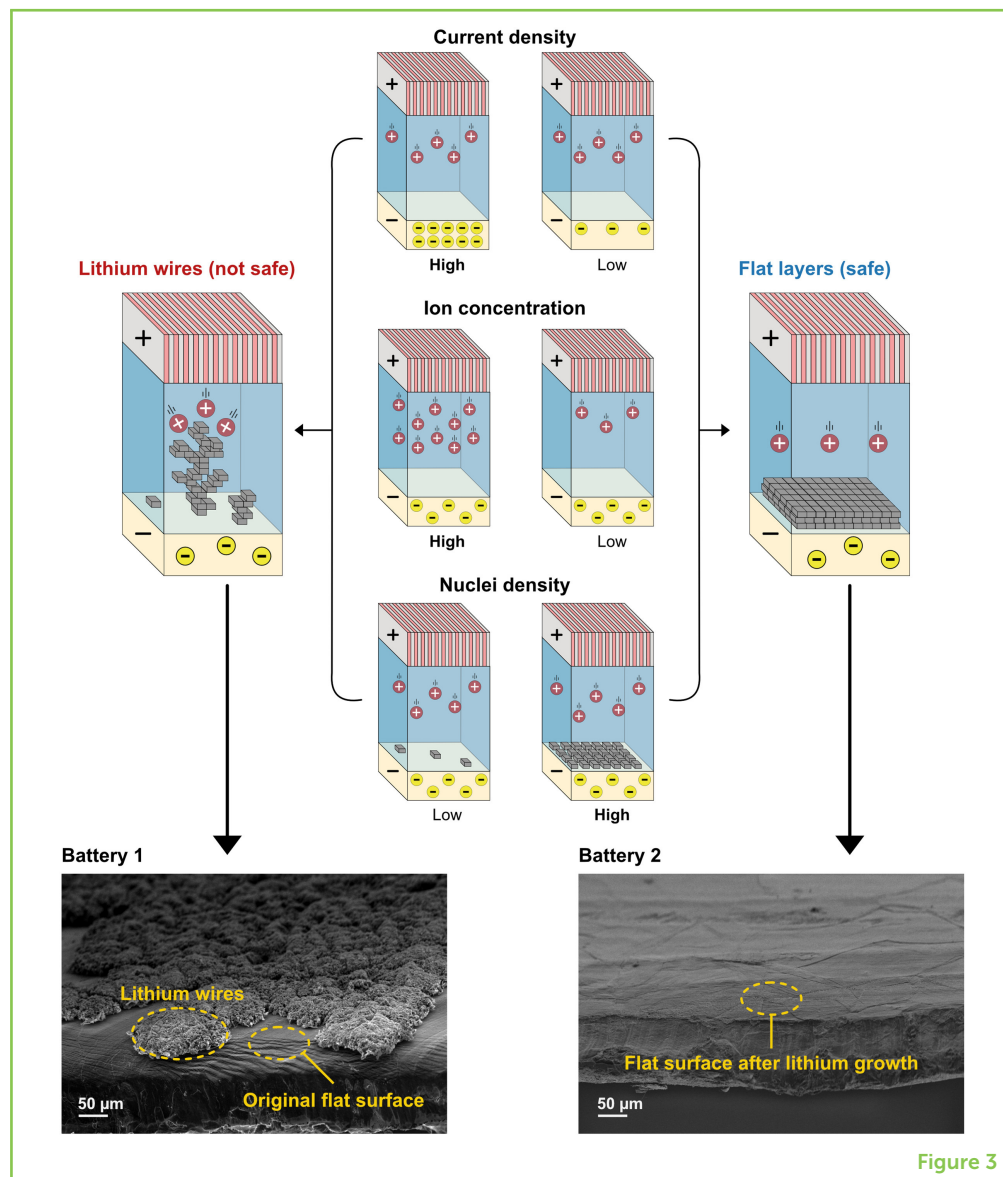 Current density
+
+
−
−
High
Low
Lithium wires (not safe)
Flat layers (safe)
+
−
+
−
Ion concentration
+
+
−
−
High
Low
Nuclei density
+
+
−
−
Low
High
Battery 1
Battery 2
Lithium wires
Original flat surface
50 µm
Flat surface after lithium growth
50 µm
Figure 3